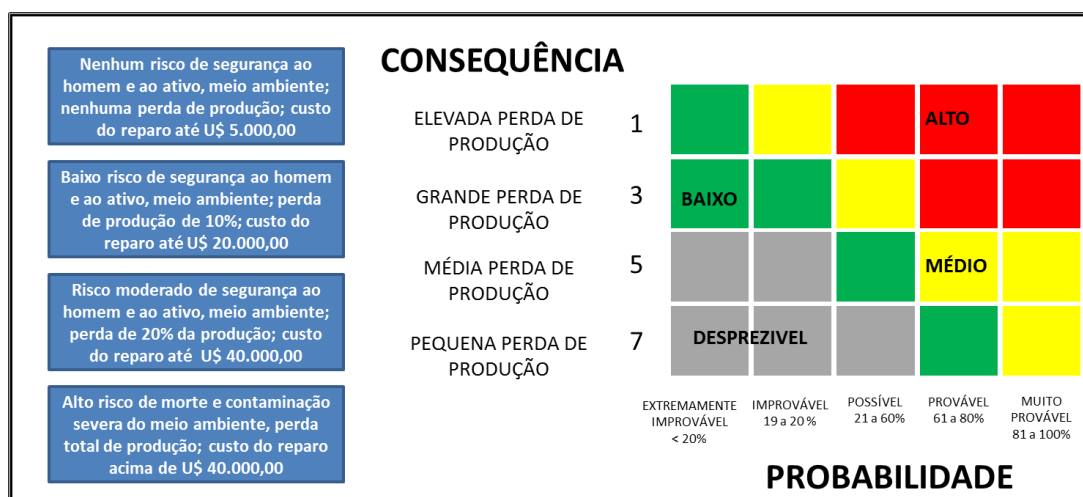 Nenhum risco de segurança ao
homem e ao ativo, meio ambiente;
nenhuma perda de produção; custo
do reparo até U$ 5.000,00
Baixo risco de segurança ao homem
e ao ativo, meio ambiente; perda
de produção de 10%; custo do
reparo até U$ 20.000,00
Risco moderado de segurança ao
homem e ao ativo, meio ambiente;
perda de 20% da produção; custo
do reparo até U$ 40.000,00
Alto risco de morte e contaminação
severa do meio ambiente, perda
total de produção; custo do reparo
acima de U$ 40.000,00
CONSEQUÊNCIA
ELEVADA PERDA DE
PRODUÇÃO
1
ALTO
GRANDE PERDA DE
PRODUÇÃO
3
BAIXO
MÉDIA PERDA DE
PRODUÇÃO
5
MÉDIO
PEQUENA PERDA DE
PRODUÇÃO
7
DESPREZIVEL
EXTREMAMENTE
IMPROVÁVEL
< 20%
IMPROVÁVEL
19 a 20 %
POSSÍVEL
21 a 60%
PROVÁVEL
61 a 80%
MUITO
PROVÁVEL
81 a 100%
PROBABILIDADE